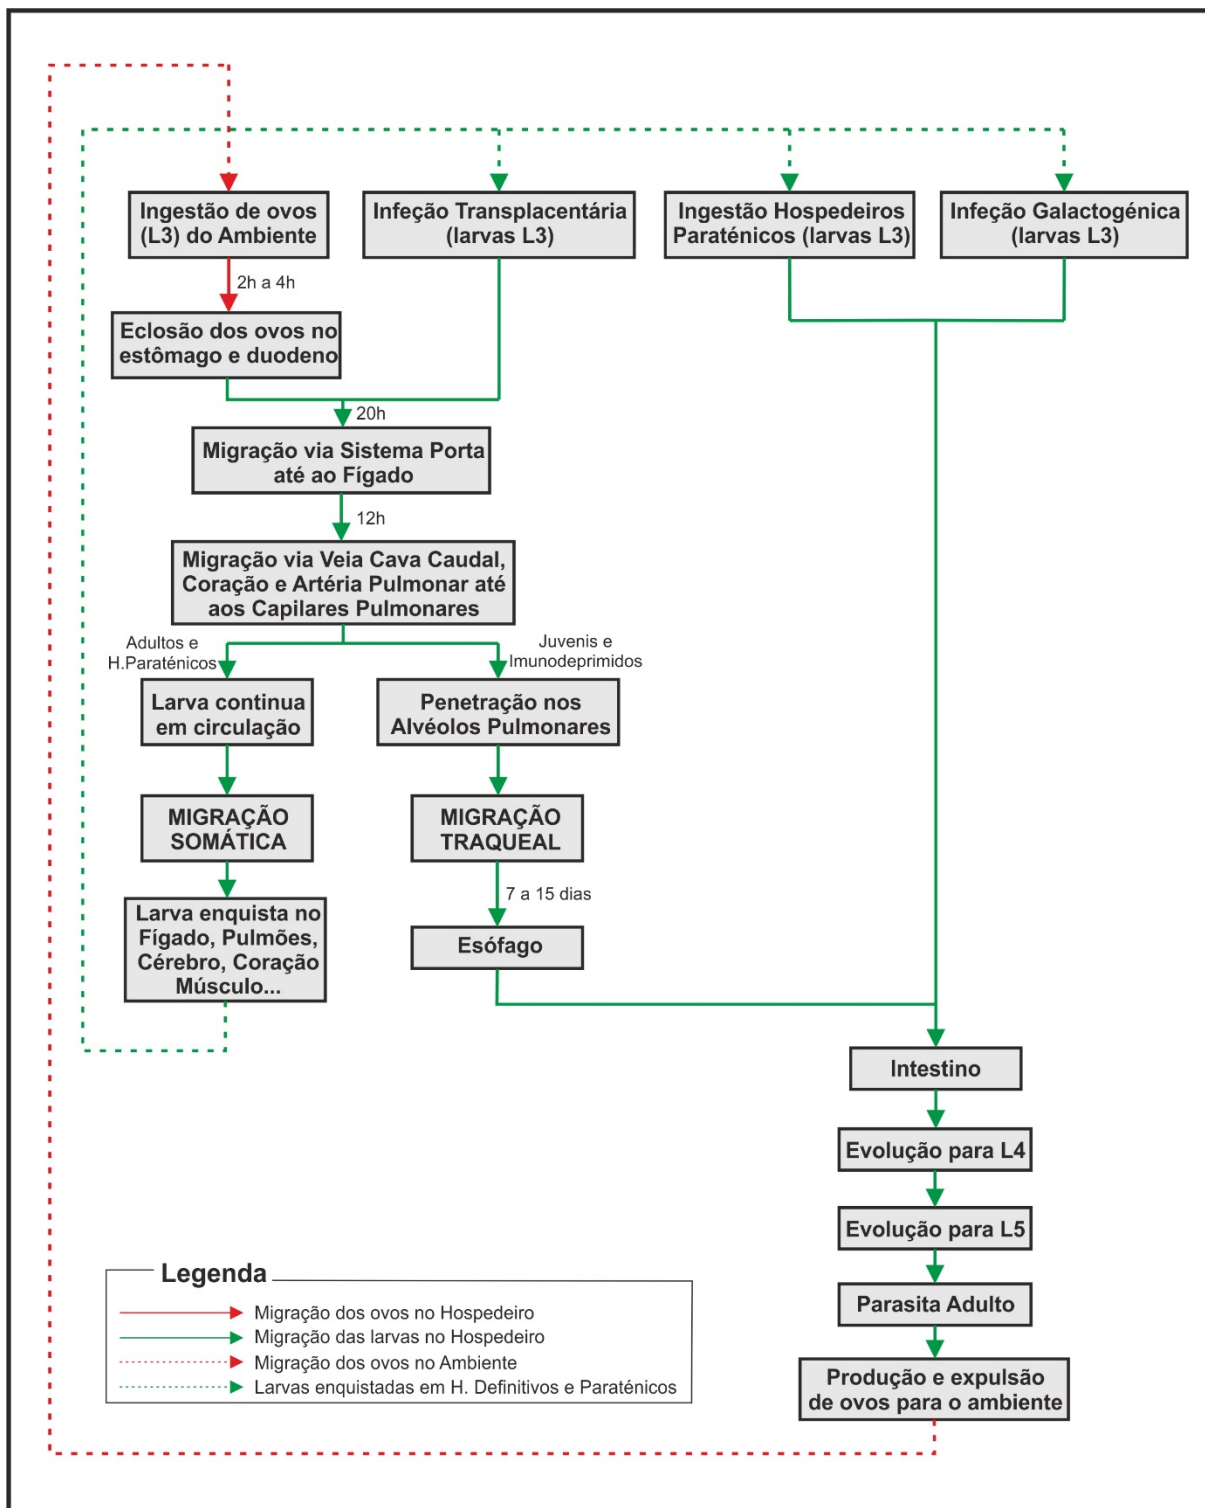 Ingestão de ovos
(L3) do Ambiente
Infeção Transplacentária
(larvas L3)
Ingestão Hospedeiros
Paraténicos (larvas L3)
Infeção Galactogénica
(larvas L3)
2h a 4h
Eclosão dos ovos no
estômago e duodeno
20h
Migração via Sistema Porta
até ao Fígado
12h
Migração via Veia Cava Caudal,
Coração e Artéria Pulmonar até
aos Capilares Pulmonares
Adultos e
H.Paraténicos
Juvenis e
Imunodeprimidos
Larva continua
em circulação
Penetração nos
Alvéolos Pulmonares
MIGRAÇÃO
SOMÁTICA
MIGRAÇÃO
TRAQUEAL
7 a 15 dias
Larva enquista no
Fígado, Pulmões,
Cérebro, Coração
Músculo...
Esófago
Intestino
Evolução para L4
Evolução para L5
Parasita Adulto
Produção e expulsão
de ovos para o ambiente
Legenda
Migração dos ovos no Hospedeiro
Migração das larvas no Hospedeiro
Migração dos ovos no Ambiente
Larvas enquistadas em H. Definitivos e Paraténicos